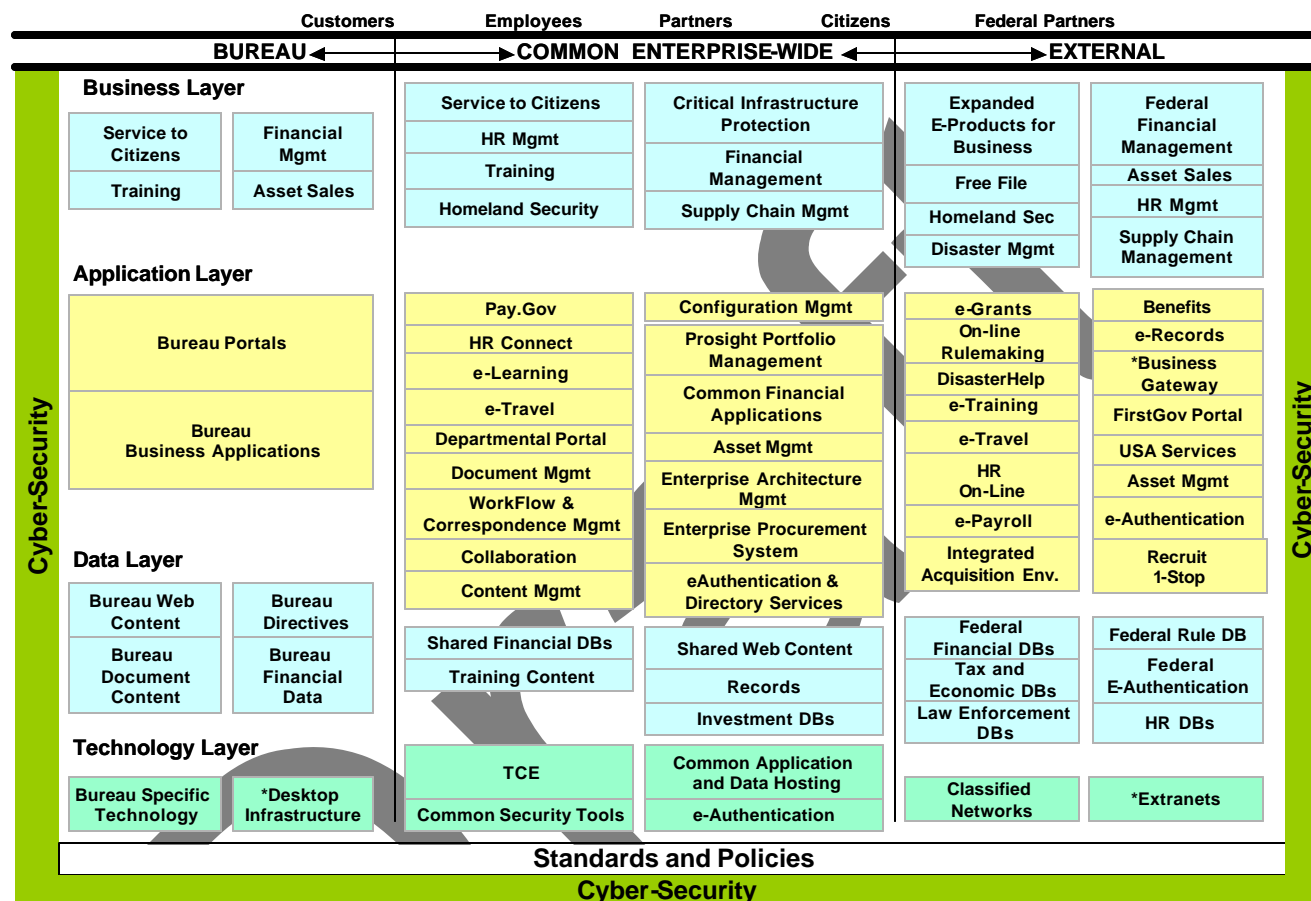 Customers Employees Partners Citizens Federal Partners
BUREAU COMMON ENTERPRISE-WIDE EXTERNAL
Cyber-Security
Business Layer
Service to
Citizens
Financial
Mgmt
Training
Asset Sales
Service to Citizens
HR Mgmt
Training
Homeland Security
Critical Infrastructure
Protection
Financial
Management
Supply Chain Mgmt
Expanded
E-Products for
Business
Free File
Homeland Sec
Disaster Mgmt
Federal
Financial
Management
Asset Sales
HR Mgmt
Supply Chain
Management
Application Layer
Bureau Portals
Bureau
Business Applications
Pay.Gov
HR Connect
e-Learning
e-Travel
Departmental Portal
Document Mgmt
WorkFlow &
Correspondence Mgmt
Collaboration
Content Mgmt
Configuration Mgmt
Prosight Portfolio
Management
Common Financial
Applications
Asset Mgmt
Enterprise Architecture
Mgmt
Enterprise Procurement
System
eAuthentication &
Directory Services
e-Grants
On-line
Rulemaking
DisasterHelp
e-Training
e-Travel
HR
On-Line
e-Payroll
Integrated
Acquisition Env.
Benefits
e-Records
*Business
Gateway
FirstGov Portal
USA Services
Asset Mgmt
e-Authentication
Recruit
1-Stop
Data Layer
Bureau Web
Content
Bureau
Directives
Bureau
Document
Content
Bureau
Financial
Data
Shared Financial DBs
Training Content
Shared Web Content
Records
Investment DBs
Federal
Financial DBs
Tax and
Economic DBs
Law Enforcement
DBs
Federal Rule DB
Federal
E-Authentication
HR DBs
Technology Layer
Bureau Specific
Technology
*Desktop
Infrastructure
TCE
Common Security Tools
Common Application
and Data Hosting
e-Authentication
Classified
Networks
*Extranets
Cyber-Security
Standards and Policies
Cyber-Security